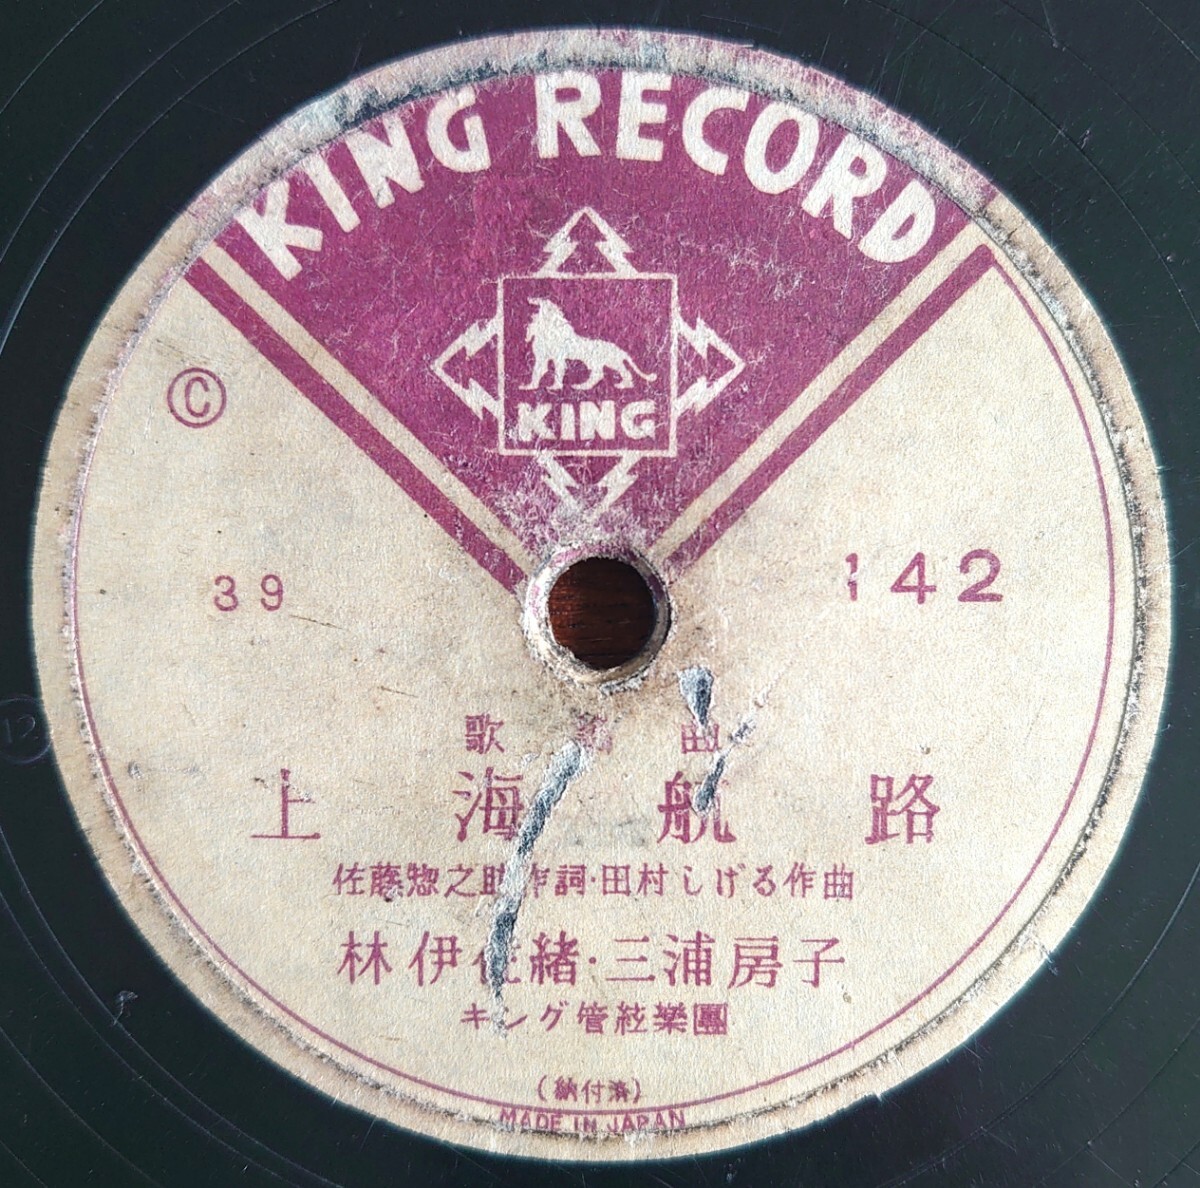 KING RECORD
KING
Ⓒ
39
142
歌謠曲
上海航路
佐藤惣之助作詞・田村しげる作曲
林伊佐緒・三浦房子
キング管絃樂團
(納付済)
MADE IN JAPAN
12